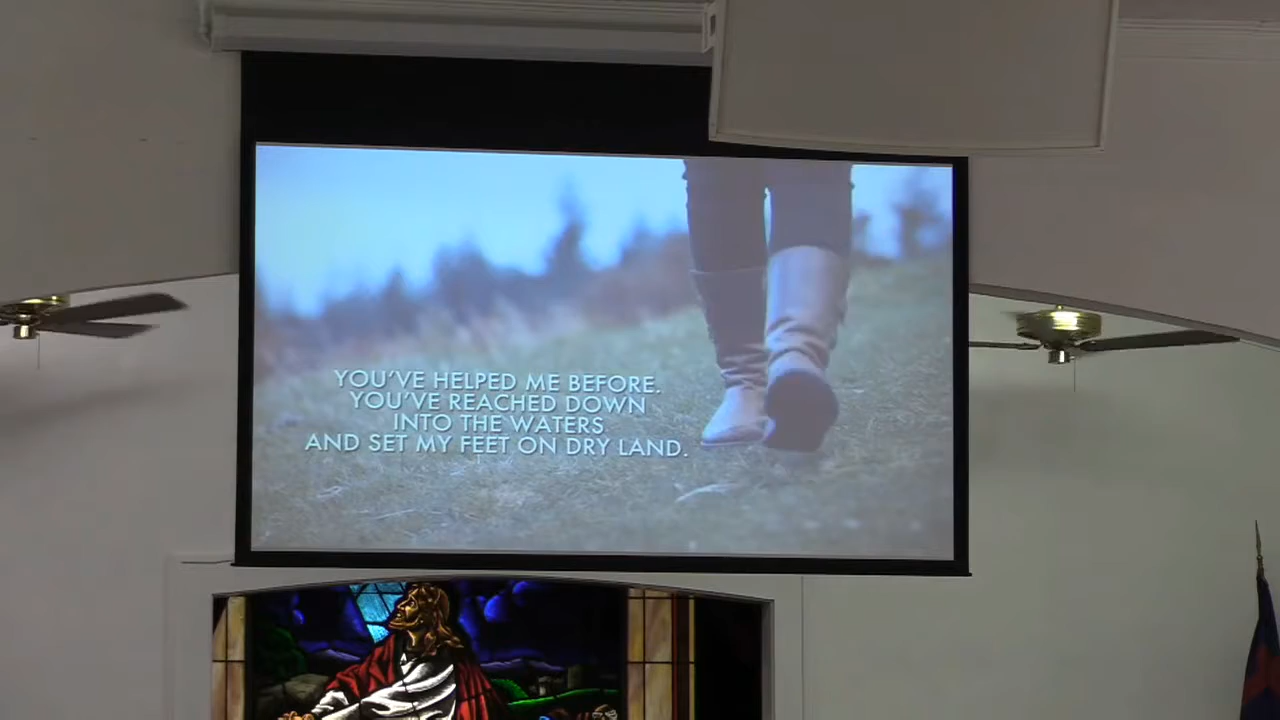 YOU'VE HELPED ME BEFORE.
YOU'VE REACHED DOWN
INTO THE WATERS
AND SET MY FEET ON DRY LAND.